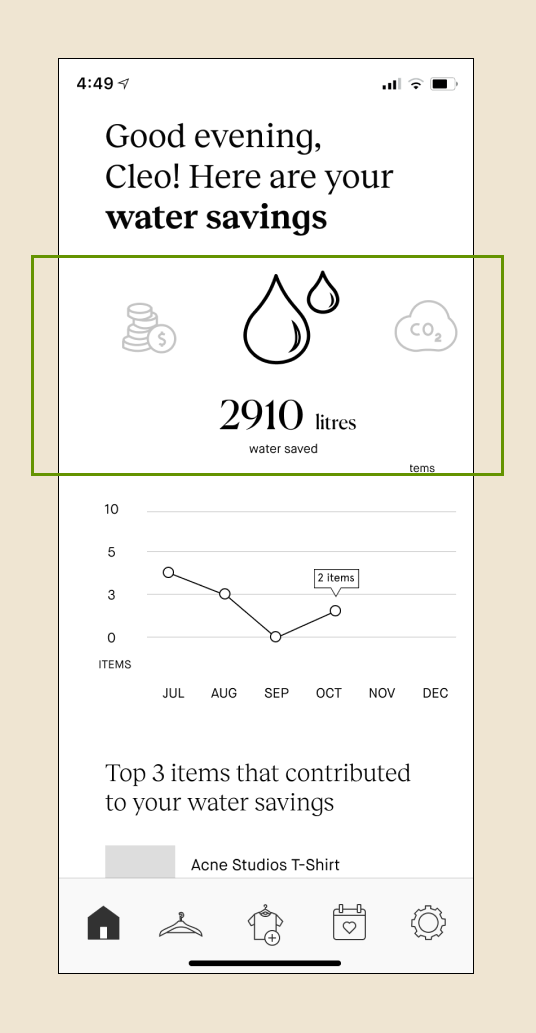 4:49
Good evening,
Cleo! Here are your
water savings
$
CO2
2910 litres
water saved
tems
10
5
2 items
3
0
ITEMS
JUL AUG SEP OCT NOV DEC
Top 3 items that contributed
to your water savings
Acne Studios T-Shirt